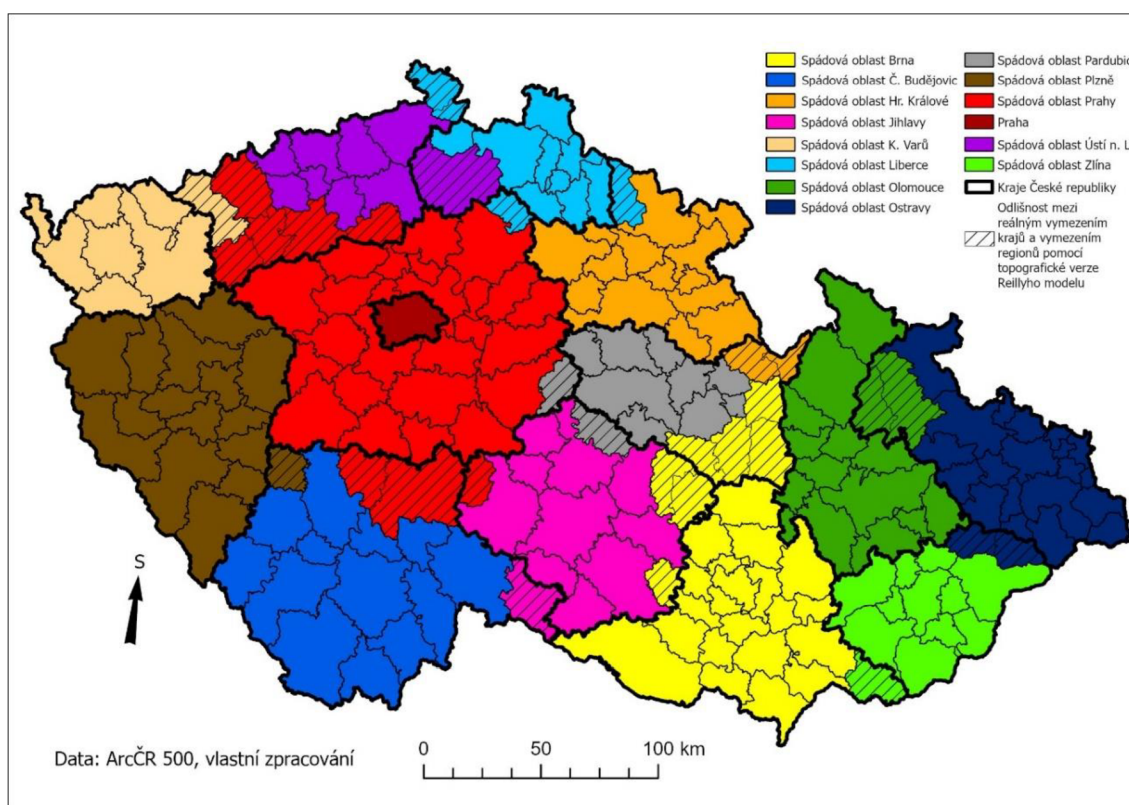 Spádová oblast Brna
Spádová oblast Č. Budějovic
Spádová oblast Hr. Králové
Spádová oblast Jihlavy
Spádová oblast K. Varů
Spádová oblast Liberce
Spádová oblast Olomouce
Spádová oblast Ostravy
Spádová oblast Pardubic
Spádová oblast Plzně
Spádová oblast Prahy
Praha
Spádová oblast Ústí n. L
Spádová oblast Zlína
Kraje České republiky
Odlišnost mezi
reálným vymezením
krajů a vymezením
regionů pomocí
topografické verze
Reillyho modelu
S
Data: ArcČR 500, vlastní zpracování
0 50 100 km